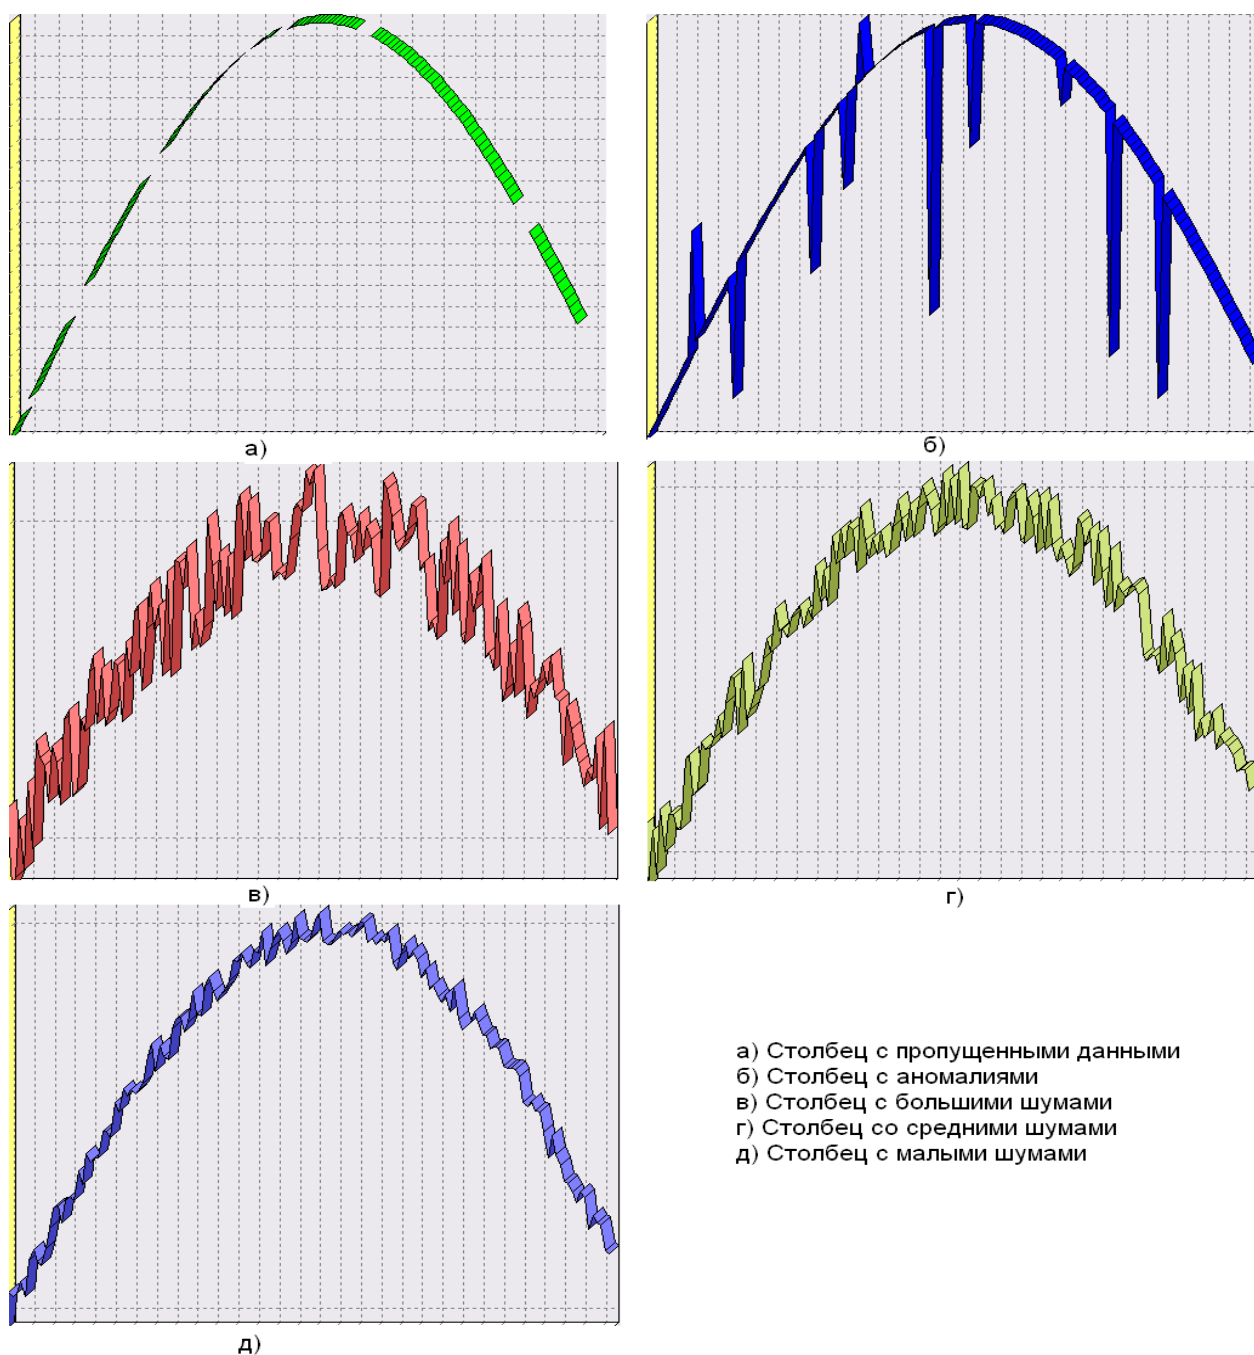 а)
б)
в)
г)
д)
а) Столбец с пропущенными данными
б) Столбец с аномалиями
в) Столбец с большими шумами
г) Столбец со средними шумами
д) Столбец с малыми шумами